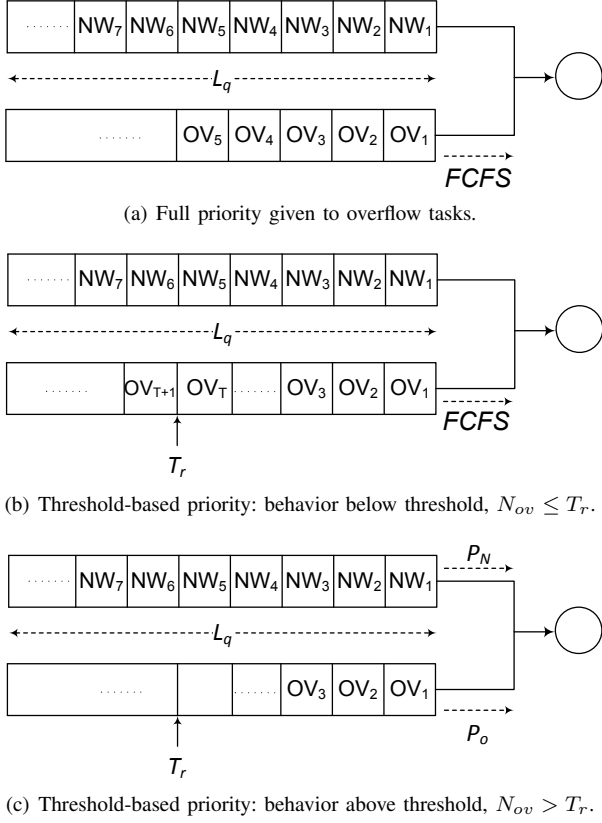 ....... NW7 NW6 NW5 NW4 NW3 NW2 NW1
Lq
....... OV5 OV4 OV3 OV2 OV1
FCFS
(a) Full priority given to overflow tasks.
....... NW7 NW6 NW5 NW4 NW3 NW2 NW1
Lq
....... OVT+1 OVT ....... OV3 OV2 OV1
FCFS
Tr
(b) Threshold-based priority: behavior below threshold, Nov ≤ Tr.
PN
....... NW7 NW6 NW5 NW4 NW3 NW2 NW1
Lq
....... ....... OV3 OV2 OV1
Po
Tr
(c) Threshold-based priority: behavior above threshold, Nov > Tr.